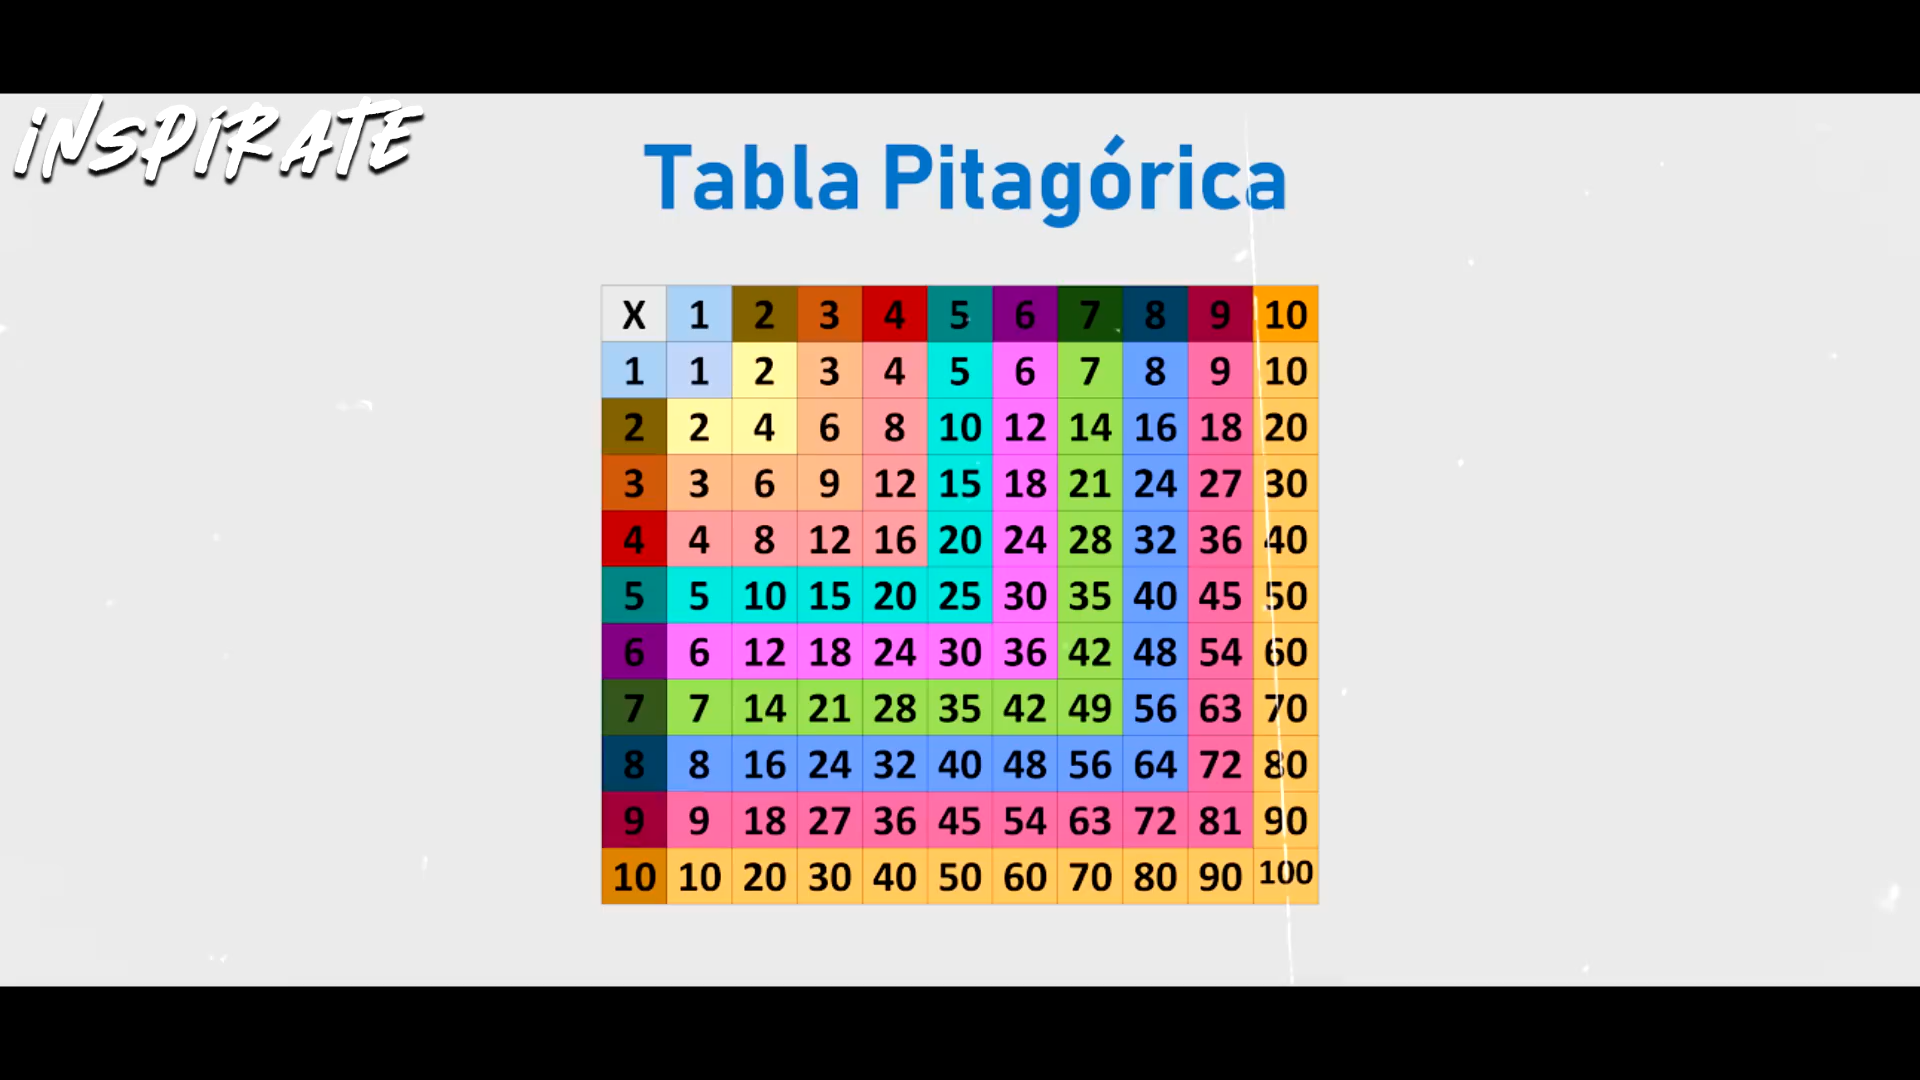 iNSPíRATE
Tabla Pitagórica
X 1 2 3 4 5 6 7 8 9 10
1 1 2 3 4 5 6 7 8 9 10
2 2 4 6 8 10 12 14 16 18 20
3 3 6 9 12 15 18 21 24 27 30
4 4 8 12 16 20 24 28 32 36 40
5 5 10 15 20 25 30 35 40 45 50
6 6 12 18 24 30 36 42 48 54 60
7 7 14 21 28 35 42 49 56 63 70
8 8 16 24 32 40 48 56 64 72 80
9 9 18 27 36 45 54 63 72 81 90
10 10 20 30 40 50 60 70 80 90 100